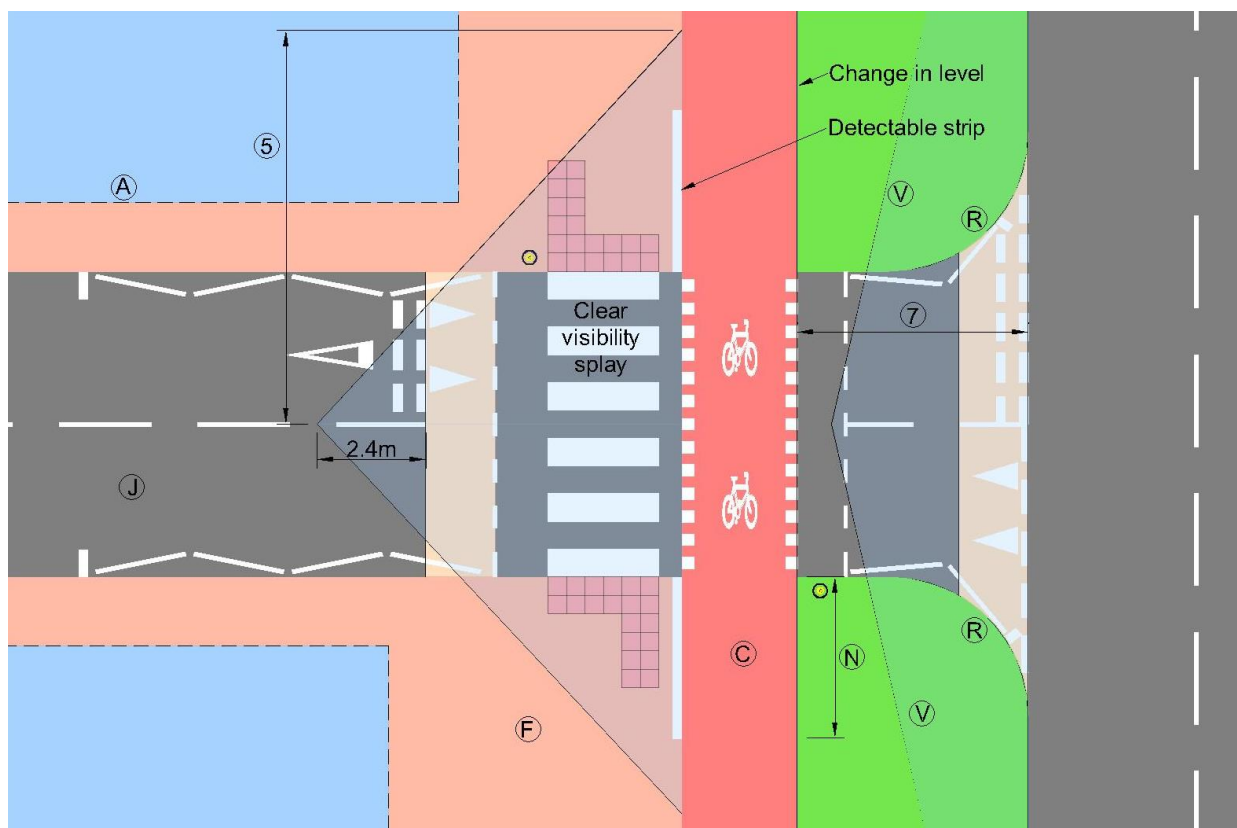 Change in level
5
Detectable strip
A
V
R
Clear
visibility
splay
7
2.4m
J
R
C
N
V
F